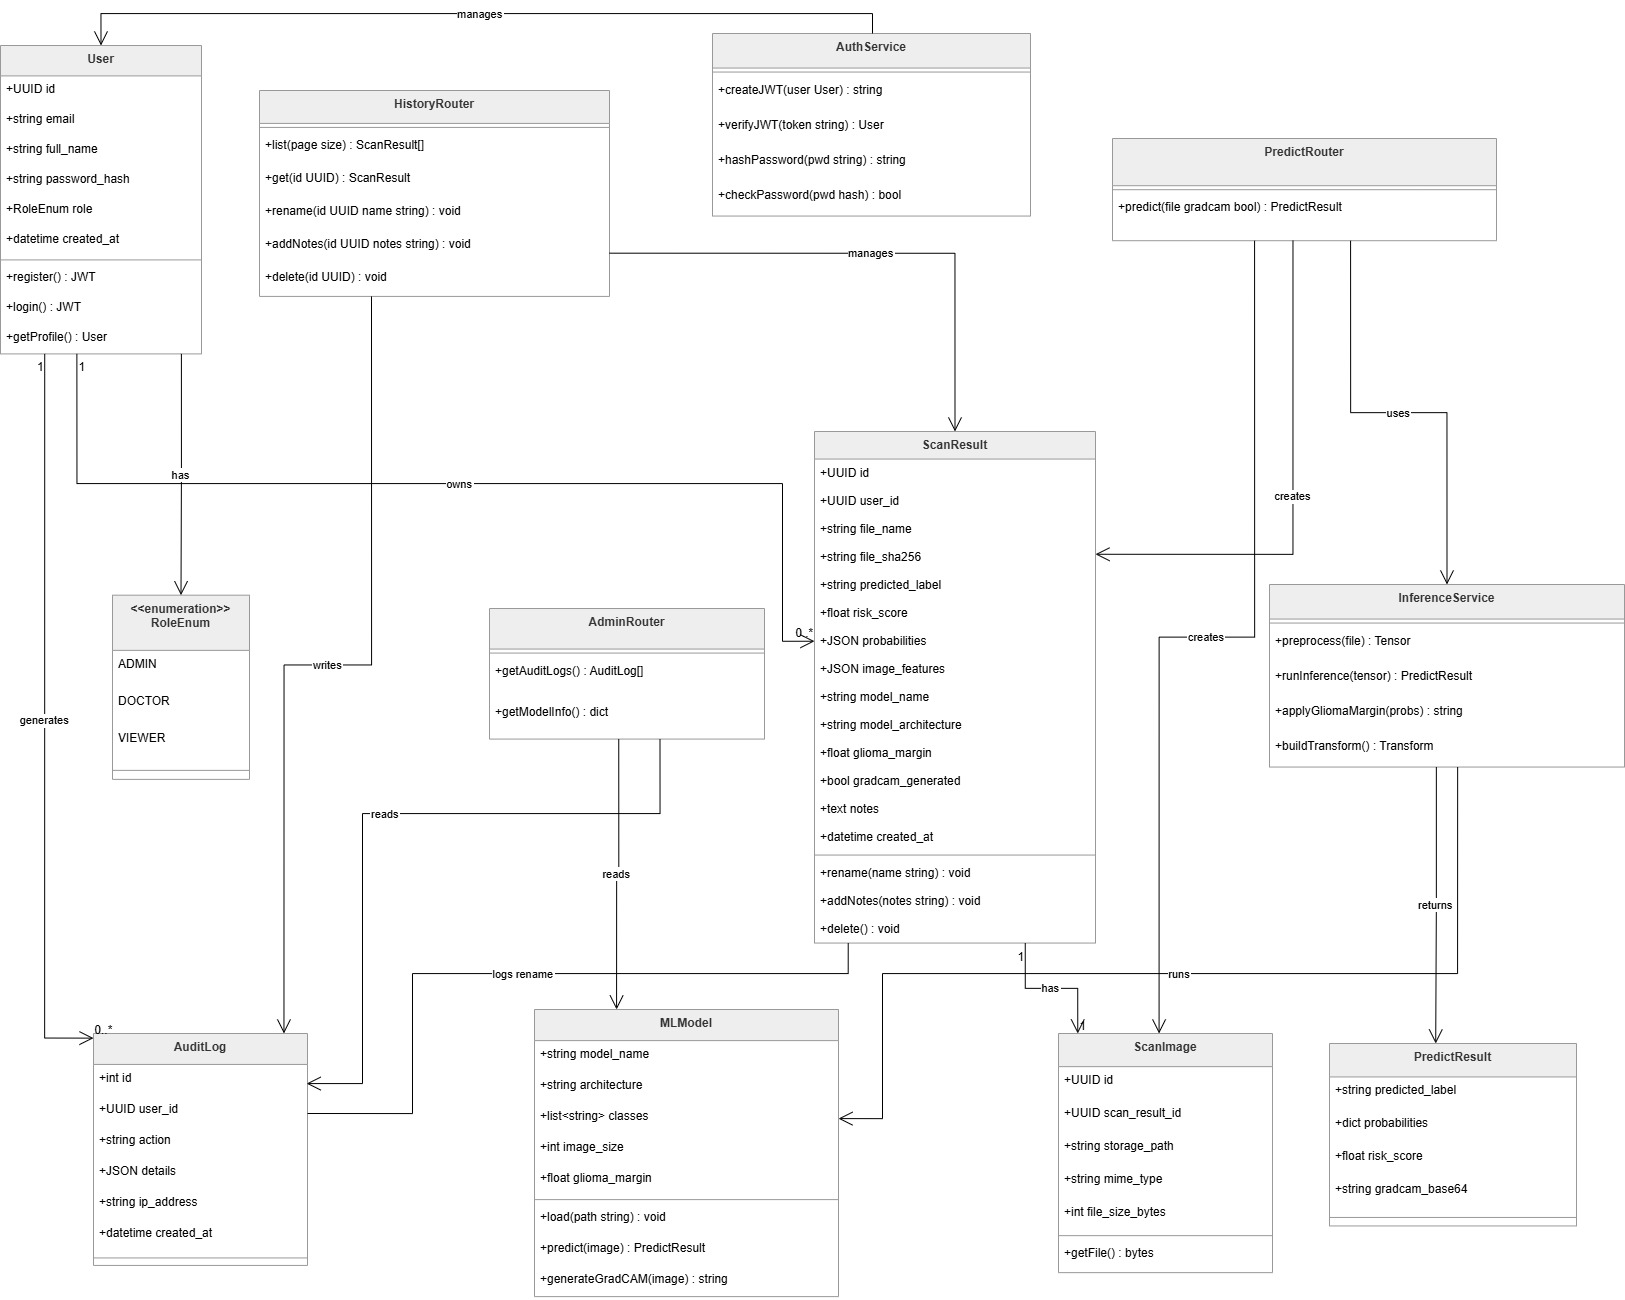 manages
User
+UUID id
+string email
+string full_name
+string password_hash
+RoleEnum role
+datetime created_at
+register() : JWT
+login() : JWT
+getProfile() : User
HistoryRouter
+list(page size) : ScanResult[]
+get(id UUID) : ScanResult
+rename(id UUID name string) : void
+addNotes(id UUID notes string) : void
+delete(id UUID) : void
AuthService
+createJWT(user User) : string
+verifyJWT(token string) : User
+hashPassword(pwd string) : string
+checkPassword(pwd hash) : bool
PredictRouter
+predict(file gradcam bool) : PredictResult
manages
1
1
uses
has
owns
creates
ScanResult
+UUID id
+UUID user_id
+string file_name
+string file_sha256
+string predicted_label
+float risk_score
+JSON probabilities
+JSON image_features
+string model_name
+string model_architecture
+float glioma_margin
+bool gradcam_generated
+text notes
+datetime created_at
+rename(name string) : void
+addNotes(notes string) : void
+delete() : void
0..*
creates
<<enumeration>>
RoleEnum
ADMIN
DOCTOR
VIEWER
writes
generates
AdminRouter
+getAuditLogs() : AuditLog[]
+getModelInfo() : dict
InferenceService
+preprocess(file) : Tensor
+runInference(tensor) : PredictResult
+applyGliomaMargin(probs) : string
+buildTransform() : Transform
reads
reads
returns
logs rename
1
has
1
runs
0..*
AuditLog
+int id
+UUID user_id
+string action
+JSON details
+string ip_address
+datetime created_at
MLModel
+string model_name
+string architecture
+list<string> classes
+int image_size
+float glioma_margin
+load(path string) : void
+predict(image) : PredictResult
+generateGradCAM(image) : string
ScanImage
+UUID id
+UUID scan_result_id
+string storage_path
+string mime_type
+int file_size_bytes
+getFile() : bytes
PredictResult
+string predicted_label
+dict probabilities
+float risk_score
+string gradcam_base64